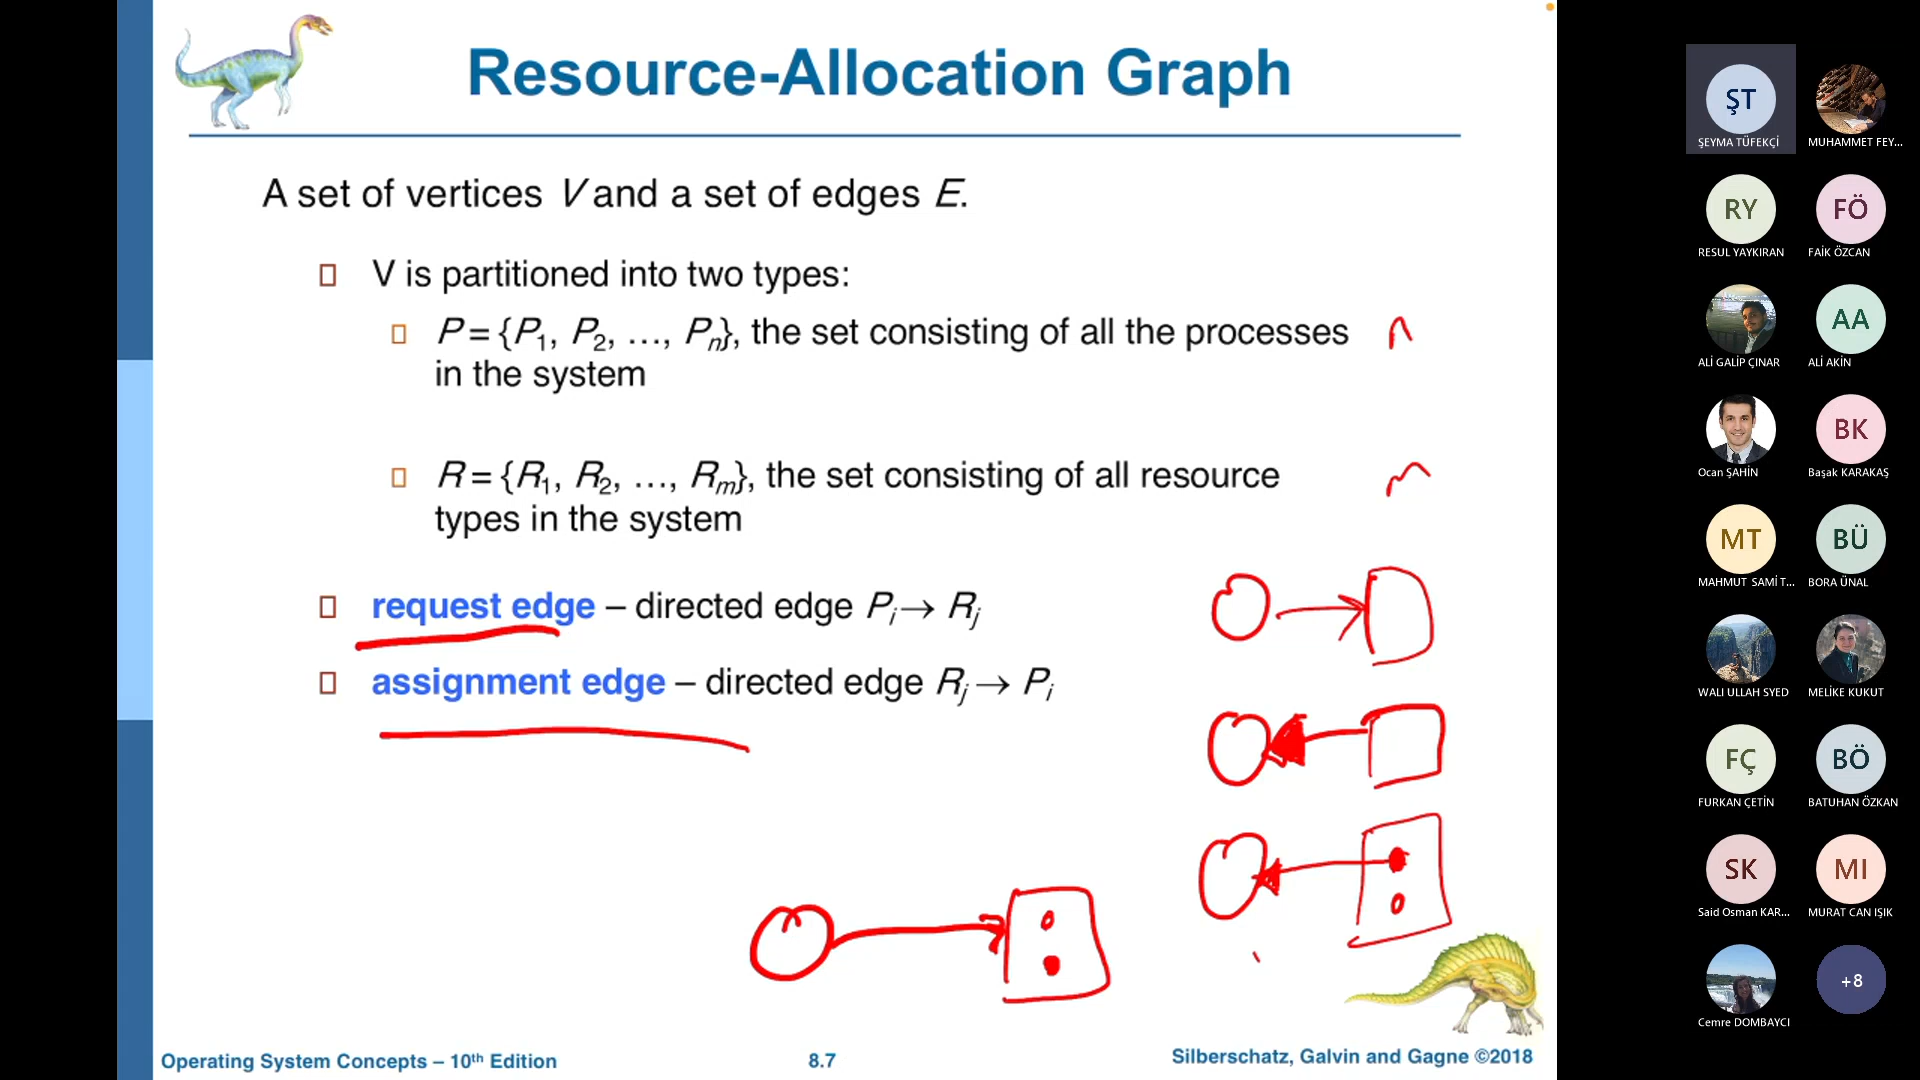 Resource-Allocation Graph
A set of vertices V and a set of edges E.
V is partitioned into two types:
P = {P1, P2, …, Pn}, the set consisting of all the processes
in the system
n
R = {R1, R2, …, Rm}, the set consisting of all resource
types in the system
m
request edge – directed edge Pi → Rj
assignment edge – directed edge Rj → Pi
Operating System Concepts – 10th Edition
8.7
Silberschatz, Galvin and Gagne ©2018
ŞT
ŞEYMA TÜFEKÇİ
MUHAMMET FEY...
RY
RESUL YAYKIRAN
FÖ
FAİK ÖZCAN
ALİ GALİP ÇINAR
AA
ALİ AKİN
Ocan ŞAHİN
BK
Başak KARAKAŞ
MT
MAHMUT SAMİ T...
BÜ
BORA ÜNAL
WALI ULLAH SYED
MELİKE KUKUT
FÇ
FURKAN ÇETİN
BÖ
BATUHAN ÖZKAN
SK
Said Osman KAR...
MI
MURAT CAN IŞIK
Cemre DOMBAYCI
+8